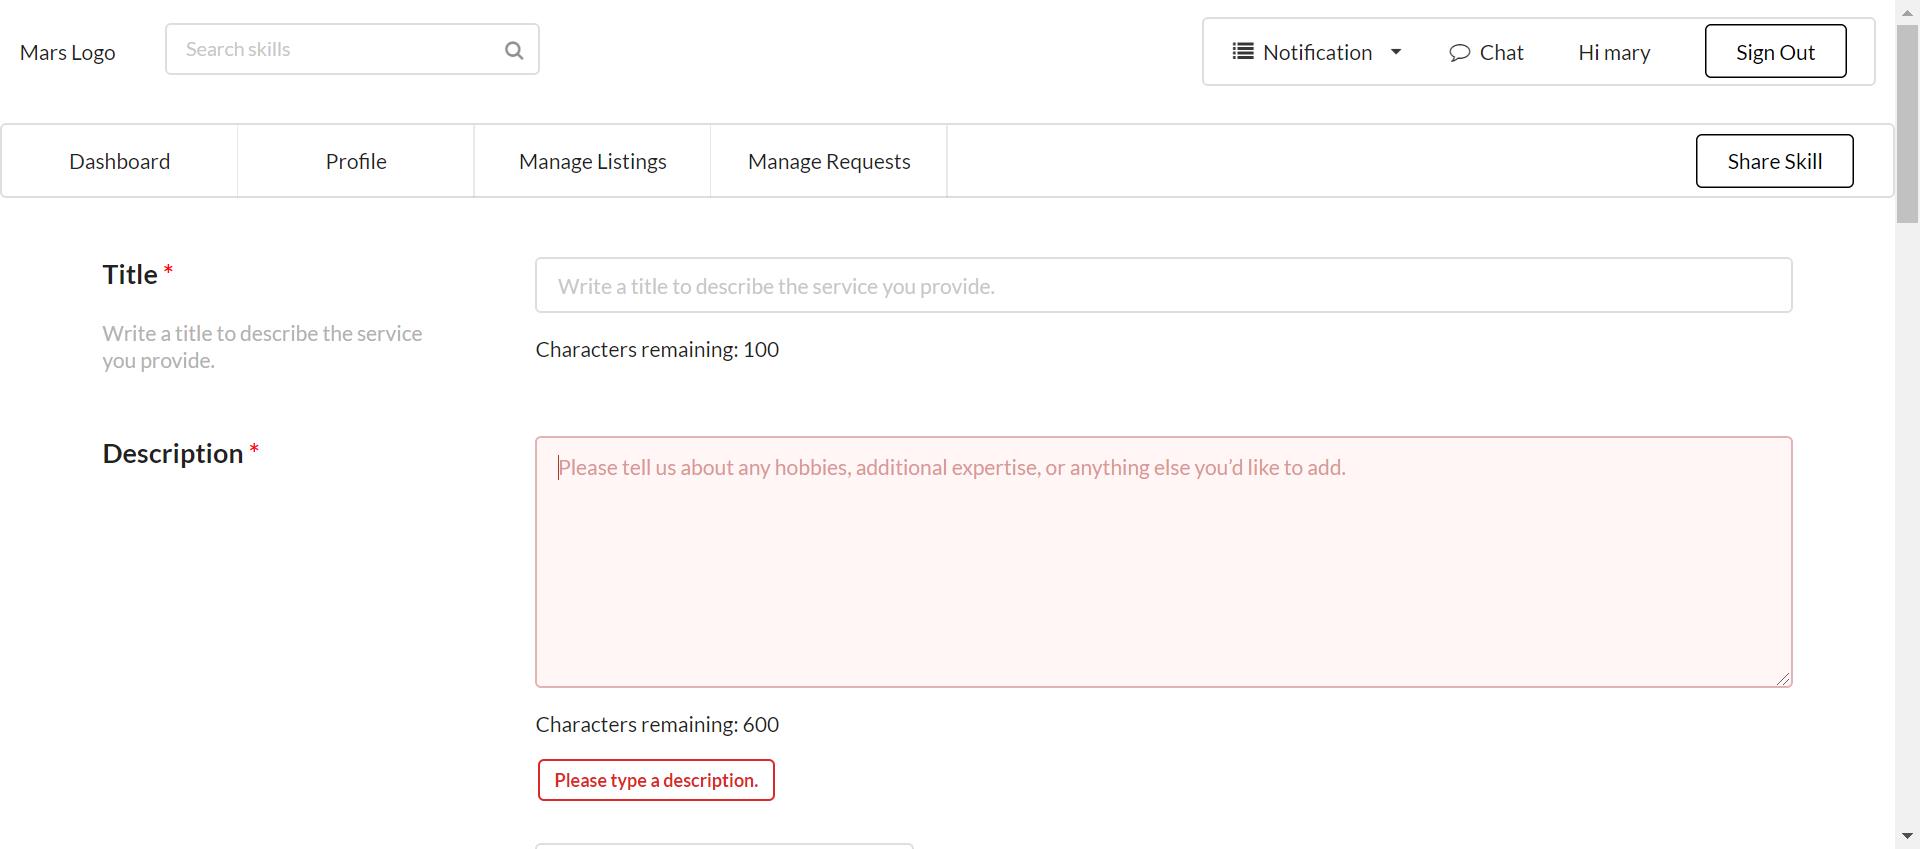 Mars Logo
Search skills
Notification
Chat
Hi mary
Sign Out
Dashboard
Profile
Manage Listings
Manage Requests
Share Skill
Title *
Write a title to describe the service
you provide.
Write a title to describe the service you provide.
Characters remaining: 100
Description *
Please tell us about any hobbies, additional expertise, or anything else you’d like to add.
Characters remaining: 600
Please type a description.